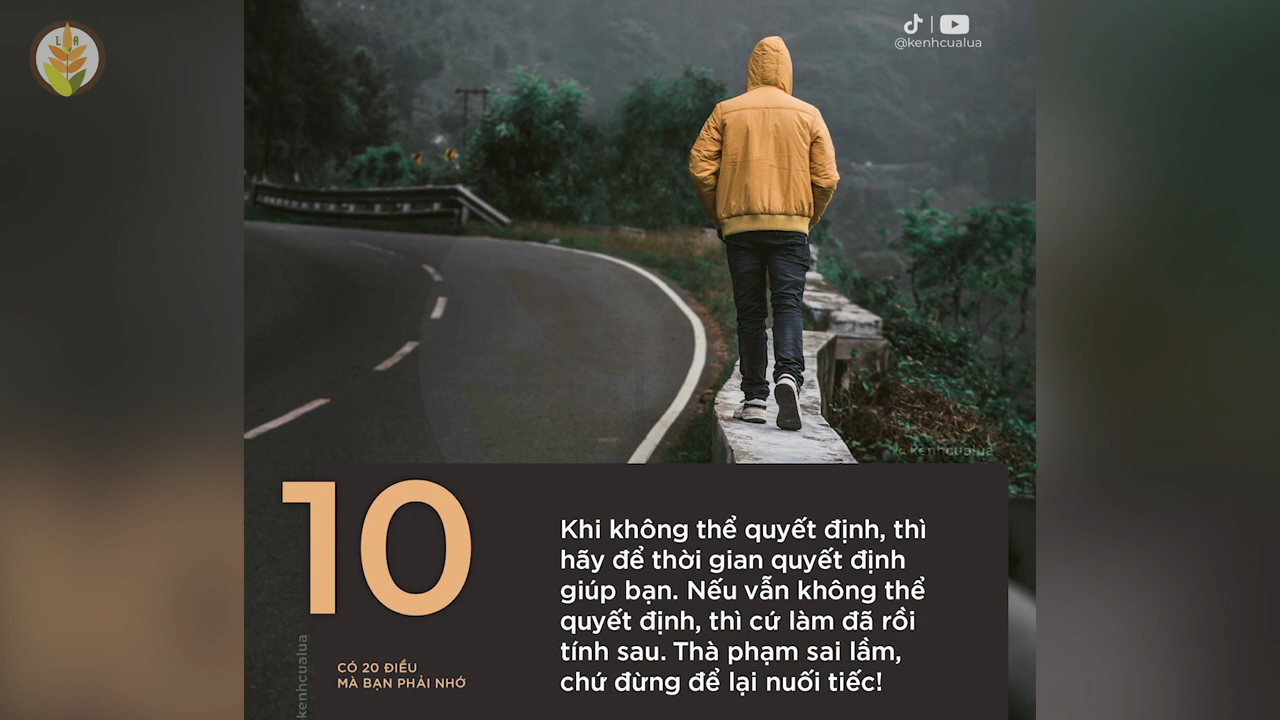 L A
@kenhcualua
@kenhcualua
10
Khi không thể quyết định, thì
hãy để thời gian quyết định
giúp bạn. Nếu vẫn không thể
quyết định, thì cứ làm đã rồi
tính sau. Thà phạm sai lầm,
chứ đừng để lại nuối tiếc!
CÓ 20 ĐIỀU
MÀ BẠN PHẢI NHỚ
kenhcualua